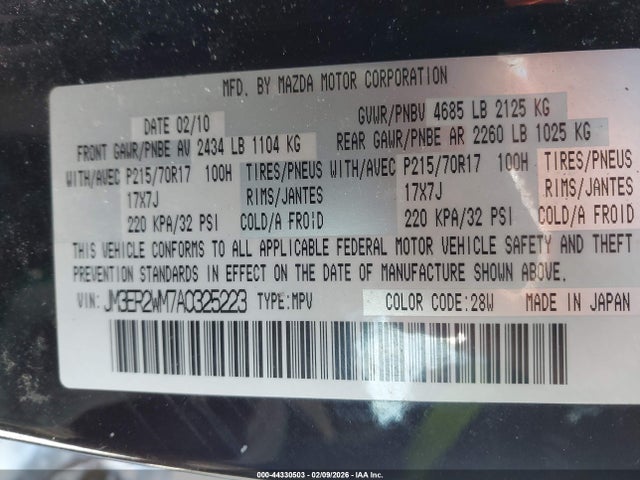 MFD. BY MAZDA MOTOR CORPORATION
DATE 02/10 GVWR/PNBV 4685 LB 2125 KG
FRONT GAWR/PNBE AV 2434 LB 1104 KG REAR GAWR/PNBE AR 2260 LB 1025 KG
WITH/AVEC P215/70R17 100H TIRES/PNEUS WITH/AVEC P215/70R17 100H TIRES/PNEUS
17X7J RIMS/JANTES 17X7J RIMS/JANTES
220 KPA/32 PSI COLD/A FROID 220 KPA/32 PSI COLD/A FROID
THIS VEHICLE CONFORMS TO ALL APPLICABLE FEDERAL MOTOR VEHICLE SAFETY AND THEFT
PREVENTION STANDARDS IN EFFECT ON THE DATE OF MANUFACTURE SHOWN ABOVE.
VIN: JM3ER2WM7A0325223 TYPE:MPV COLOR CODE:28W MADE IN JAPAN
000-44330503 - 02/09/2026 - IAA Inc.